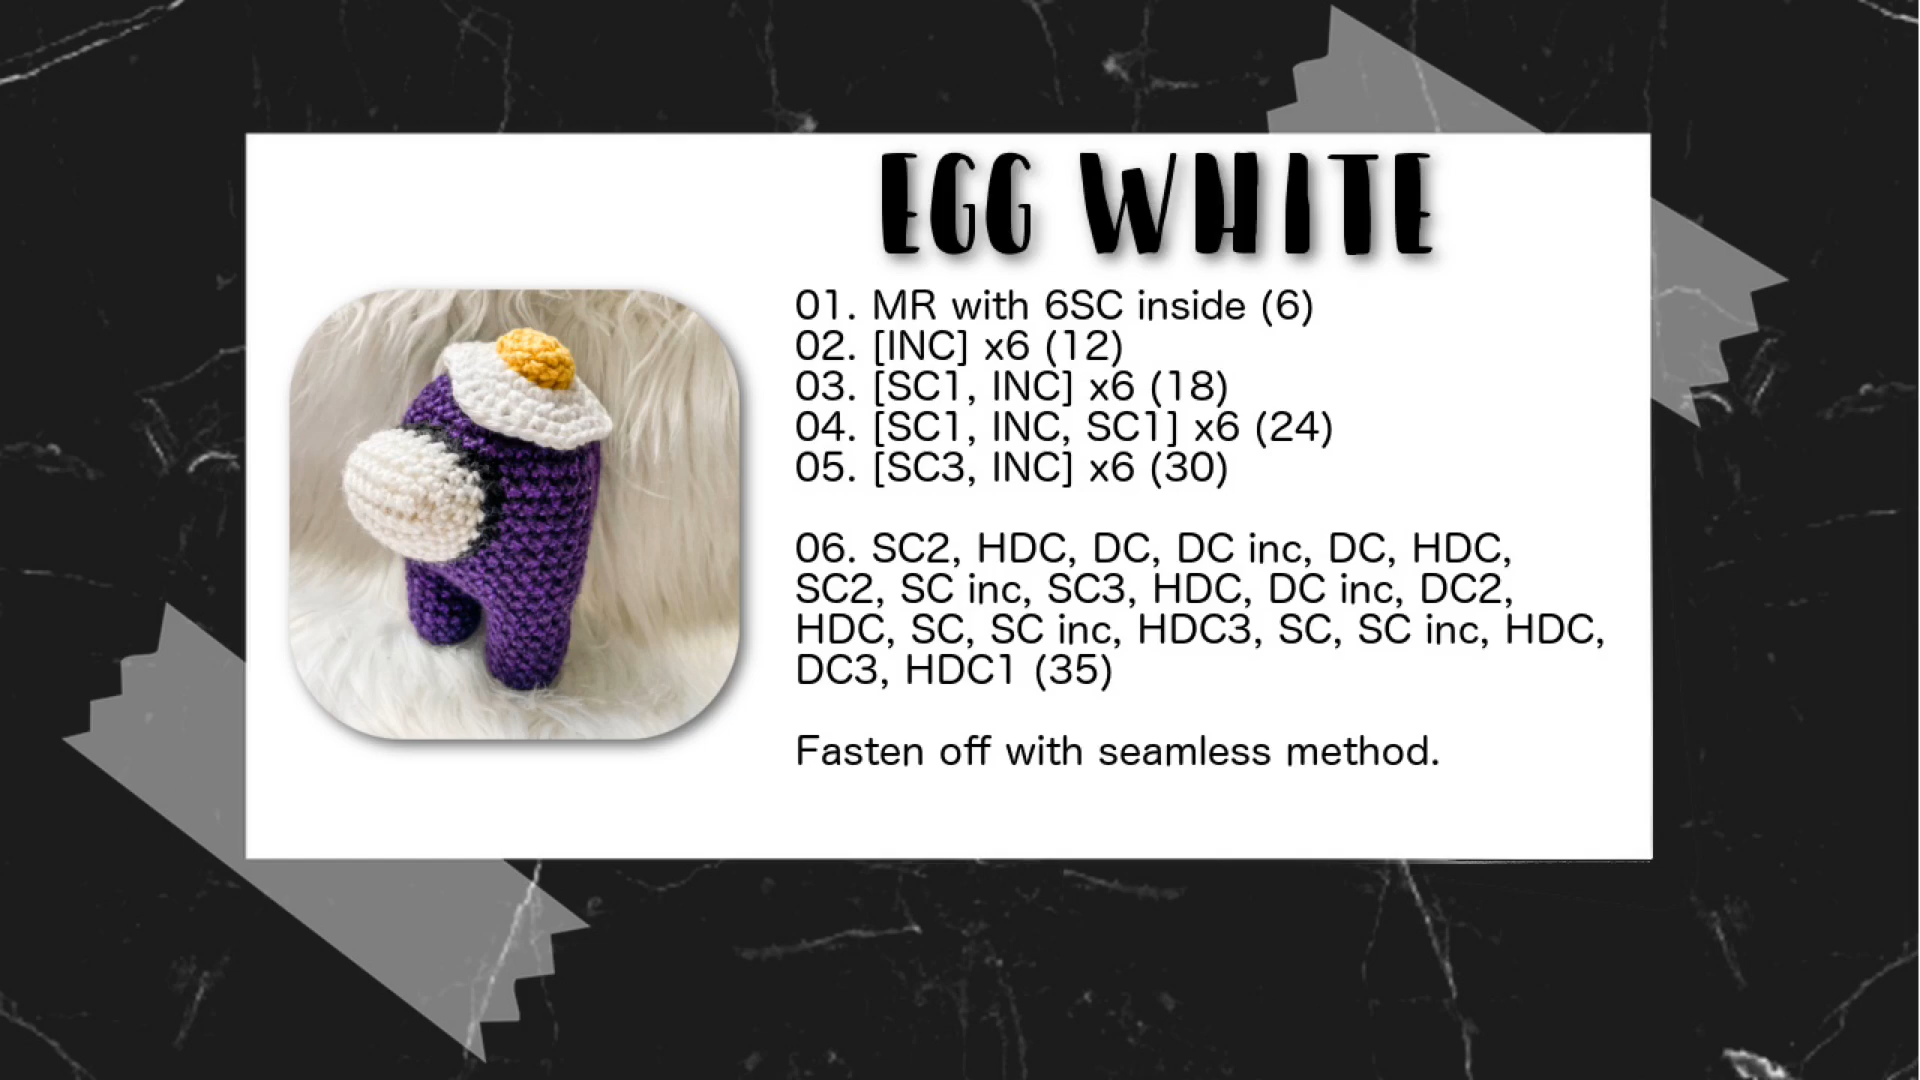 EGG WHITE
01. MR with 6SC inside (6)
02. [INC] x6 (12)
03. [SC1, INC] x6 (18)
04. [SC1, INC, SC1] x6 (24)
05. [SC3, INC] x6 (30)
06. SC2, HDC, DC, DC inc, DC, HDC,
SC2, SC inc, SC3, HDC, DC inc, DC2,
HDC, SC, SC inc, HDC3, SC, SC inc, HDC,
DC3, HDC1 (35)
Fasten off with seamless method.